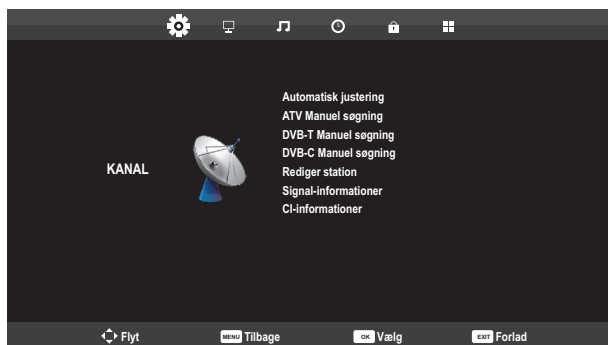 Automatisk justering
ATV Manuel søgning
DVB-T Manuel søgning
DVB-C Manuel søgning
KANAL
Rediger station
Signal-informationer
CI-informationer
Flyt MENU Tilbage OK Vælg EXIT Forlad